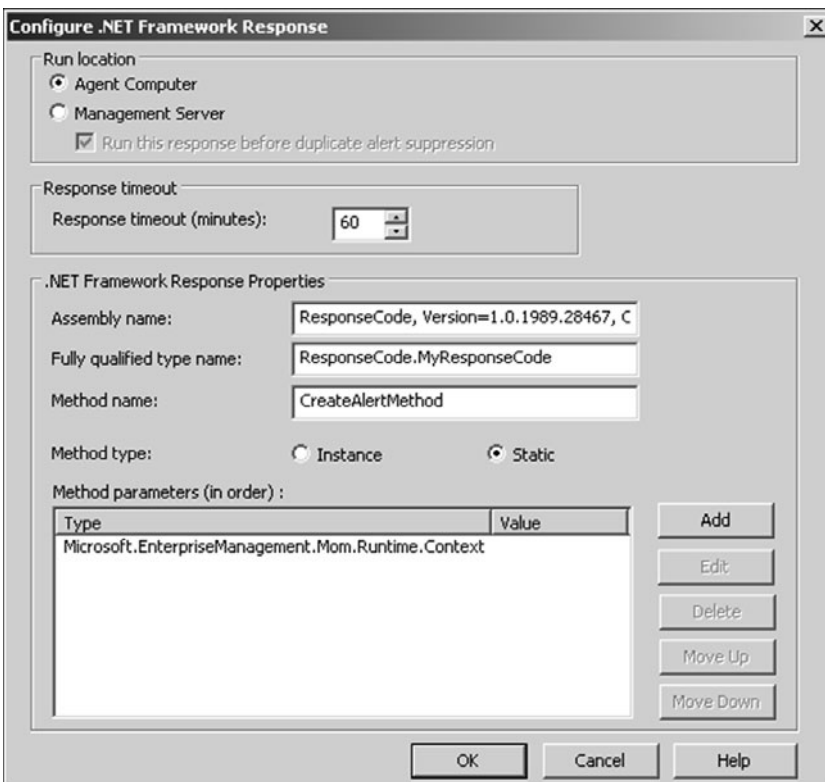 Configure .NET Framework Response
Run location
Agent Computer
Management Server
Run this response before duplicate alert suppression
Response timeout
Response timeout (minutes): 60
.NET Framework Response Properties
Assembly name: ResponseCode, Version=1.0.1989.28467, C
Fully qualified type name: ResponseCode.MyResponseCode
Method name: CreateAlertMethod
Method type: Instance Static
Method parameters (in order) :
Type Value
Microsoft.EnterpriseManagement.Mom.Runtime.Context
Add
Edit
Delete
Move Up
Move Down
OK Cancel Help